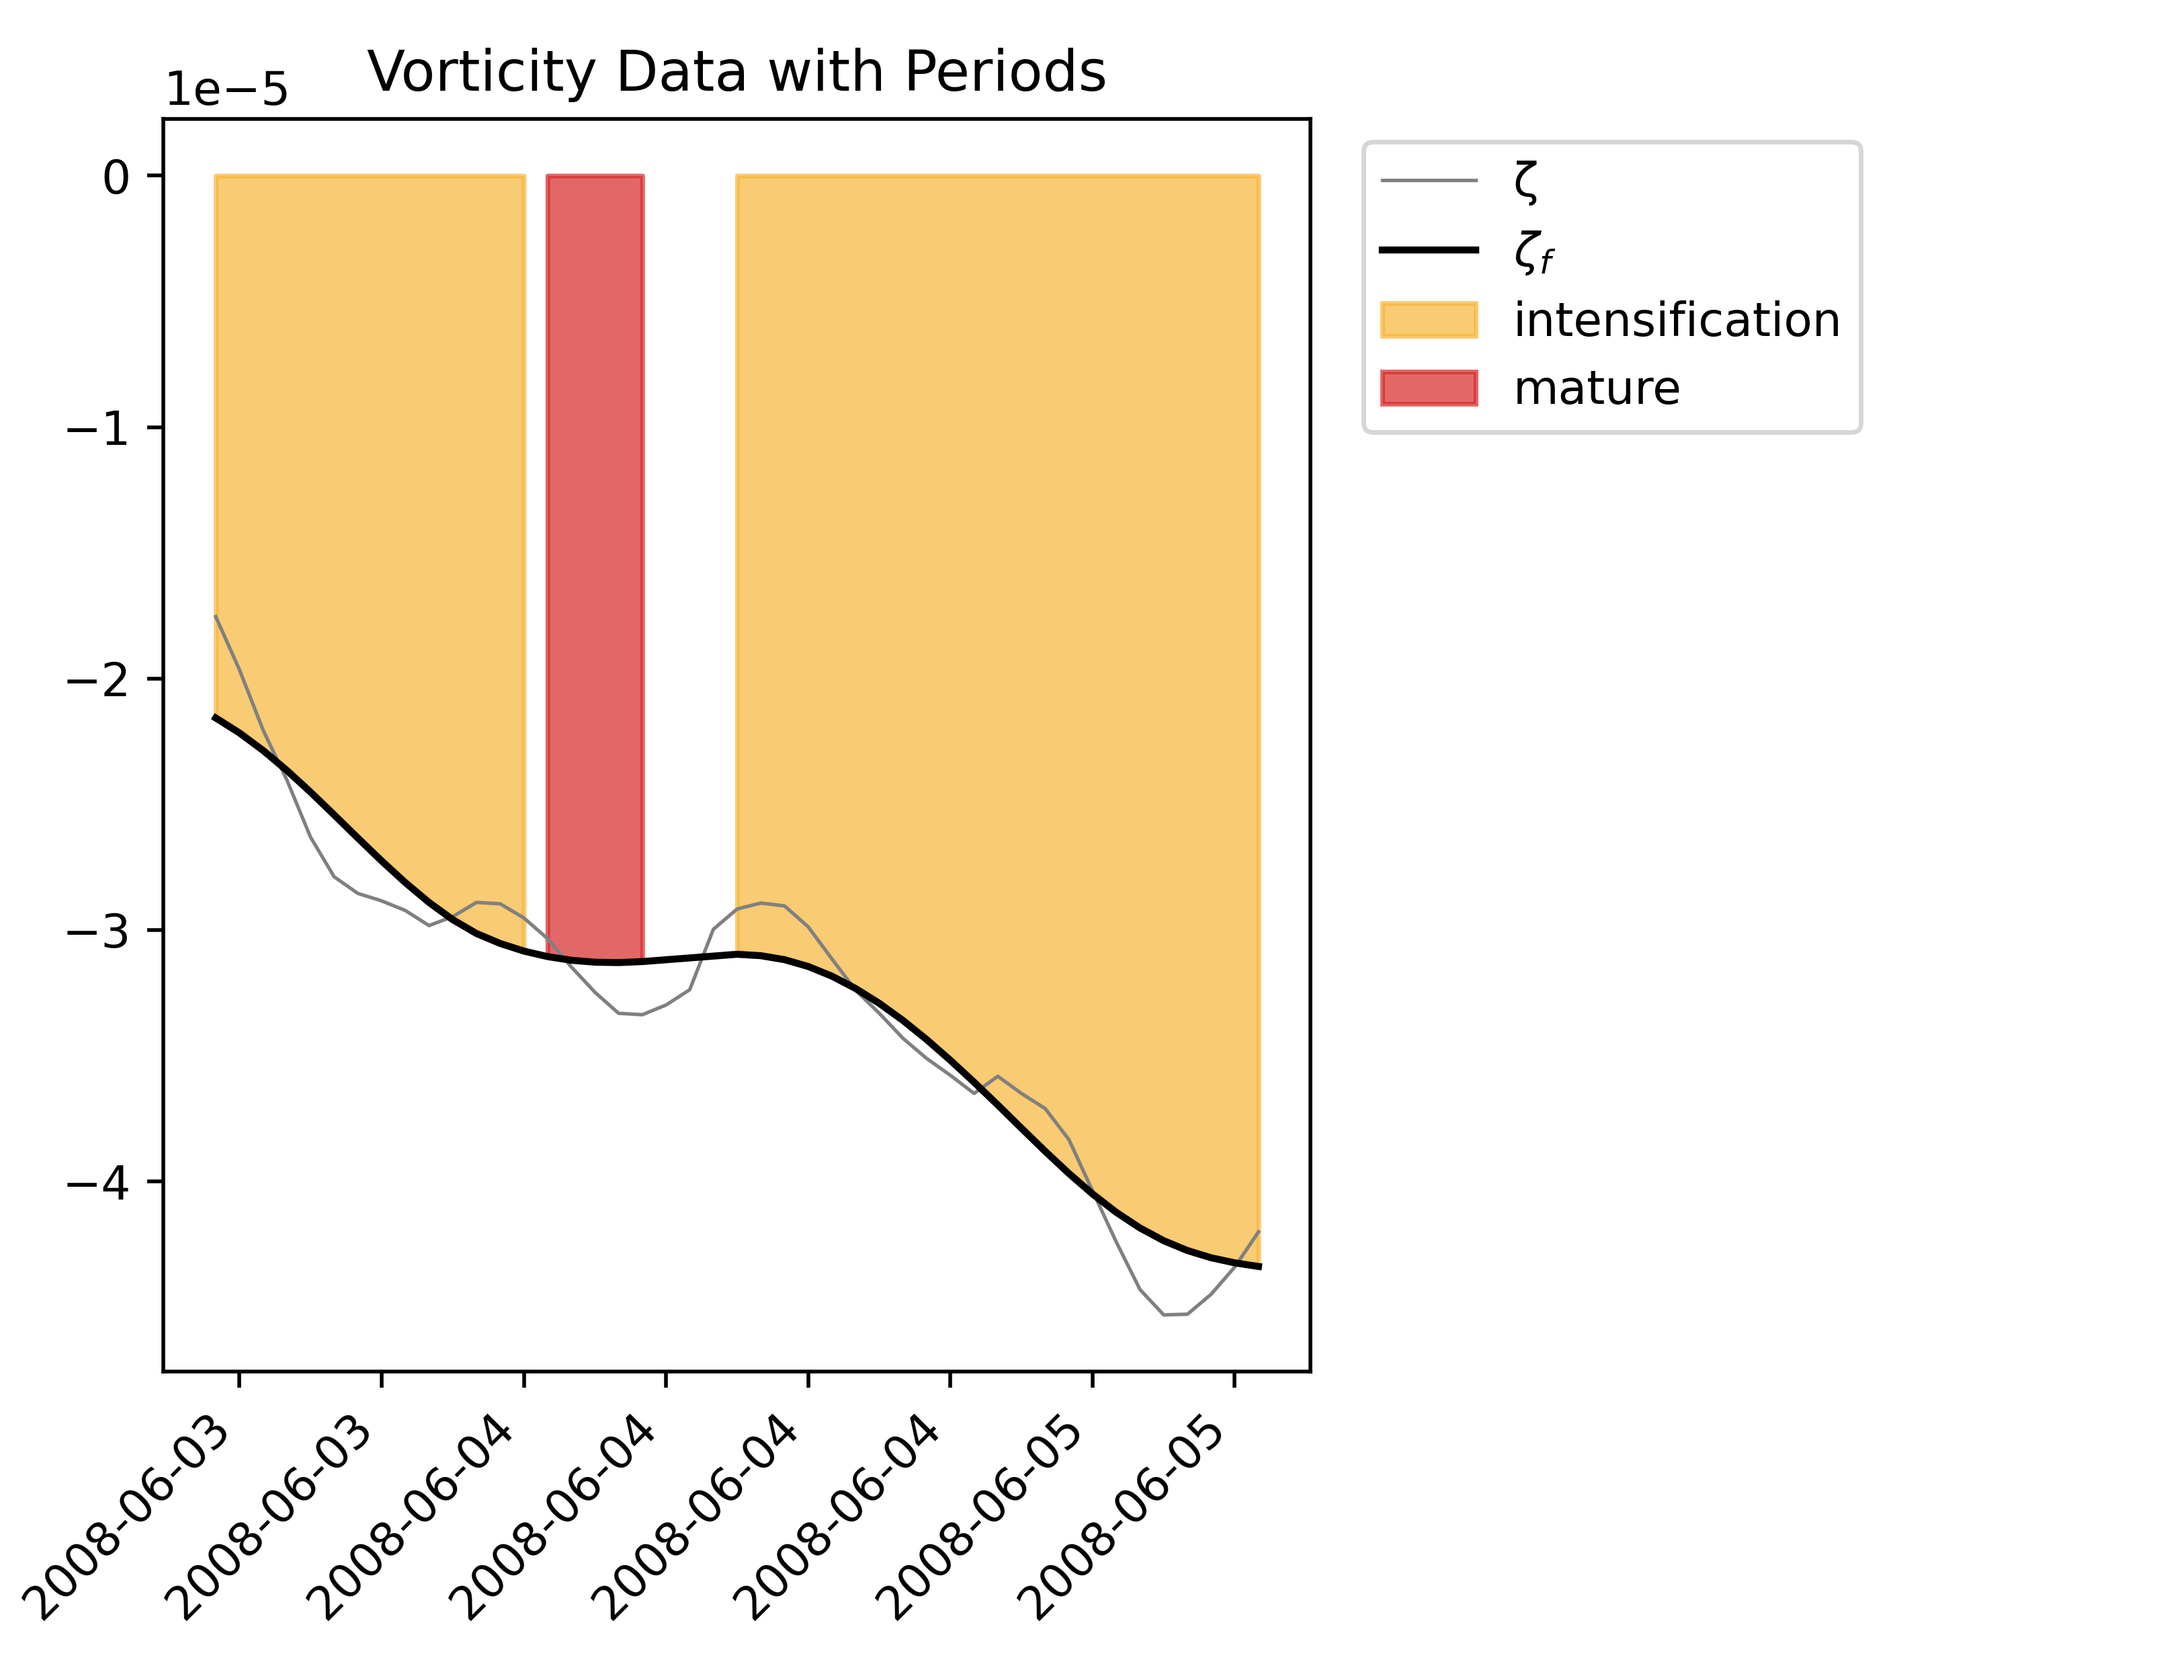 Vorticity Data with Periods
1e−5
0
−1
−2
−3
−4
2008-06-03
2008-06-03
2008-06-04
2008-06-04
2008-06-04
2008-06-04
2008-06-05
2008-06-05
ζ
ζf
intensification
mature